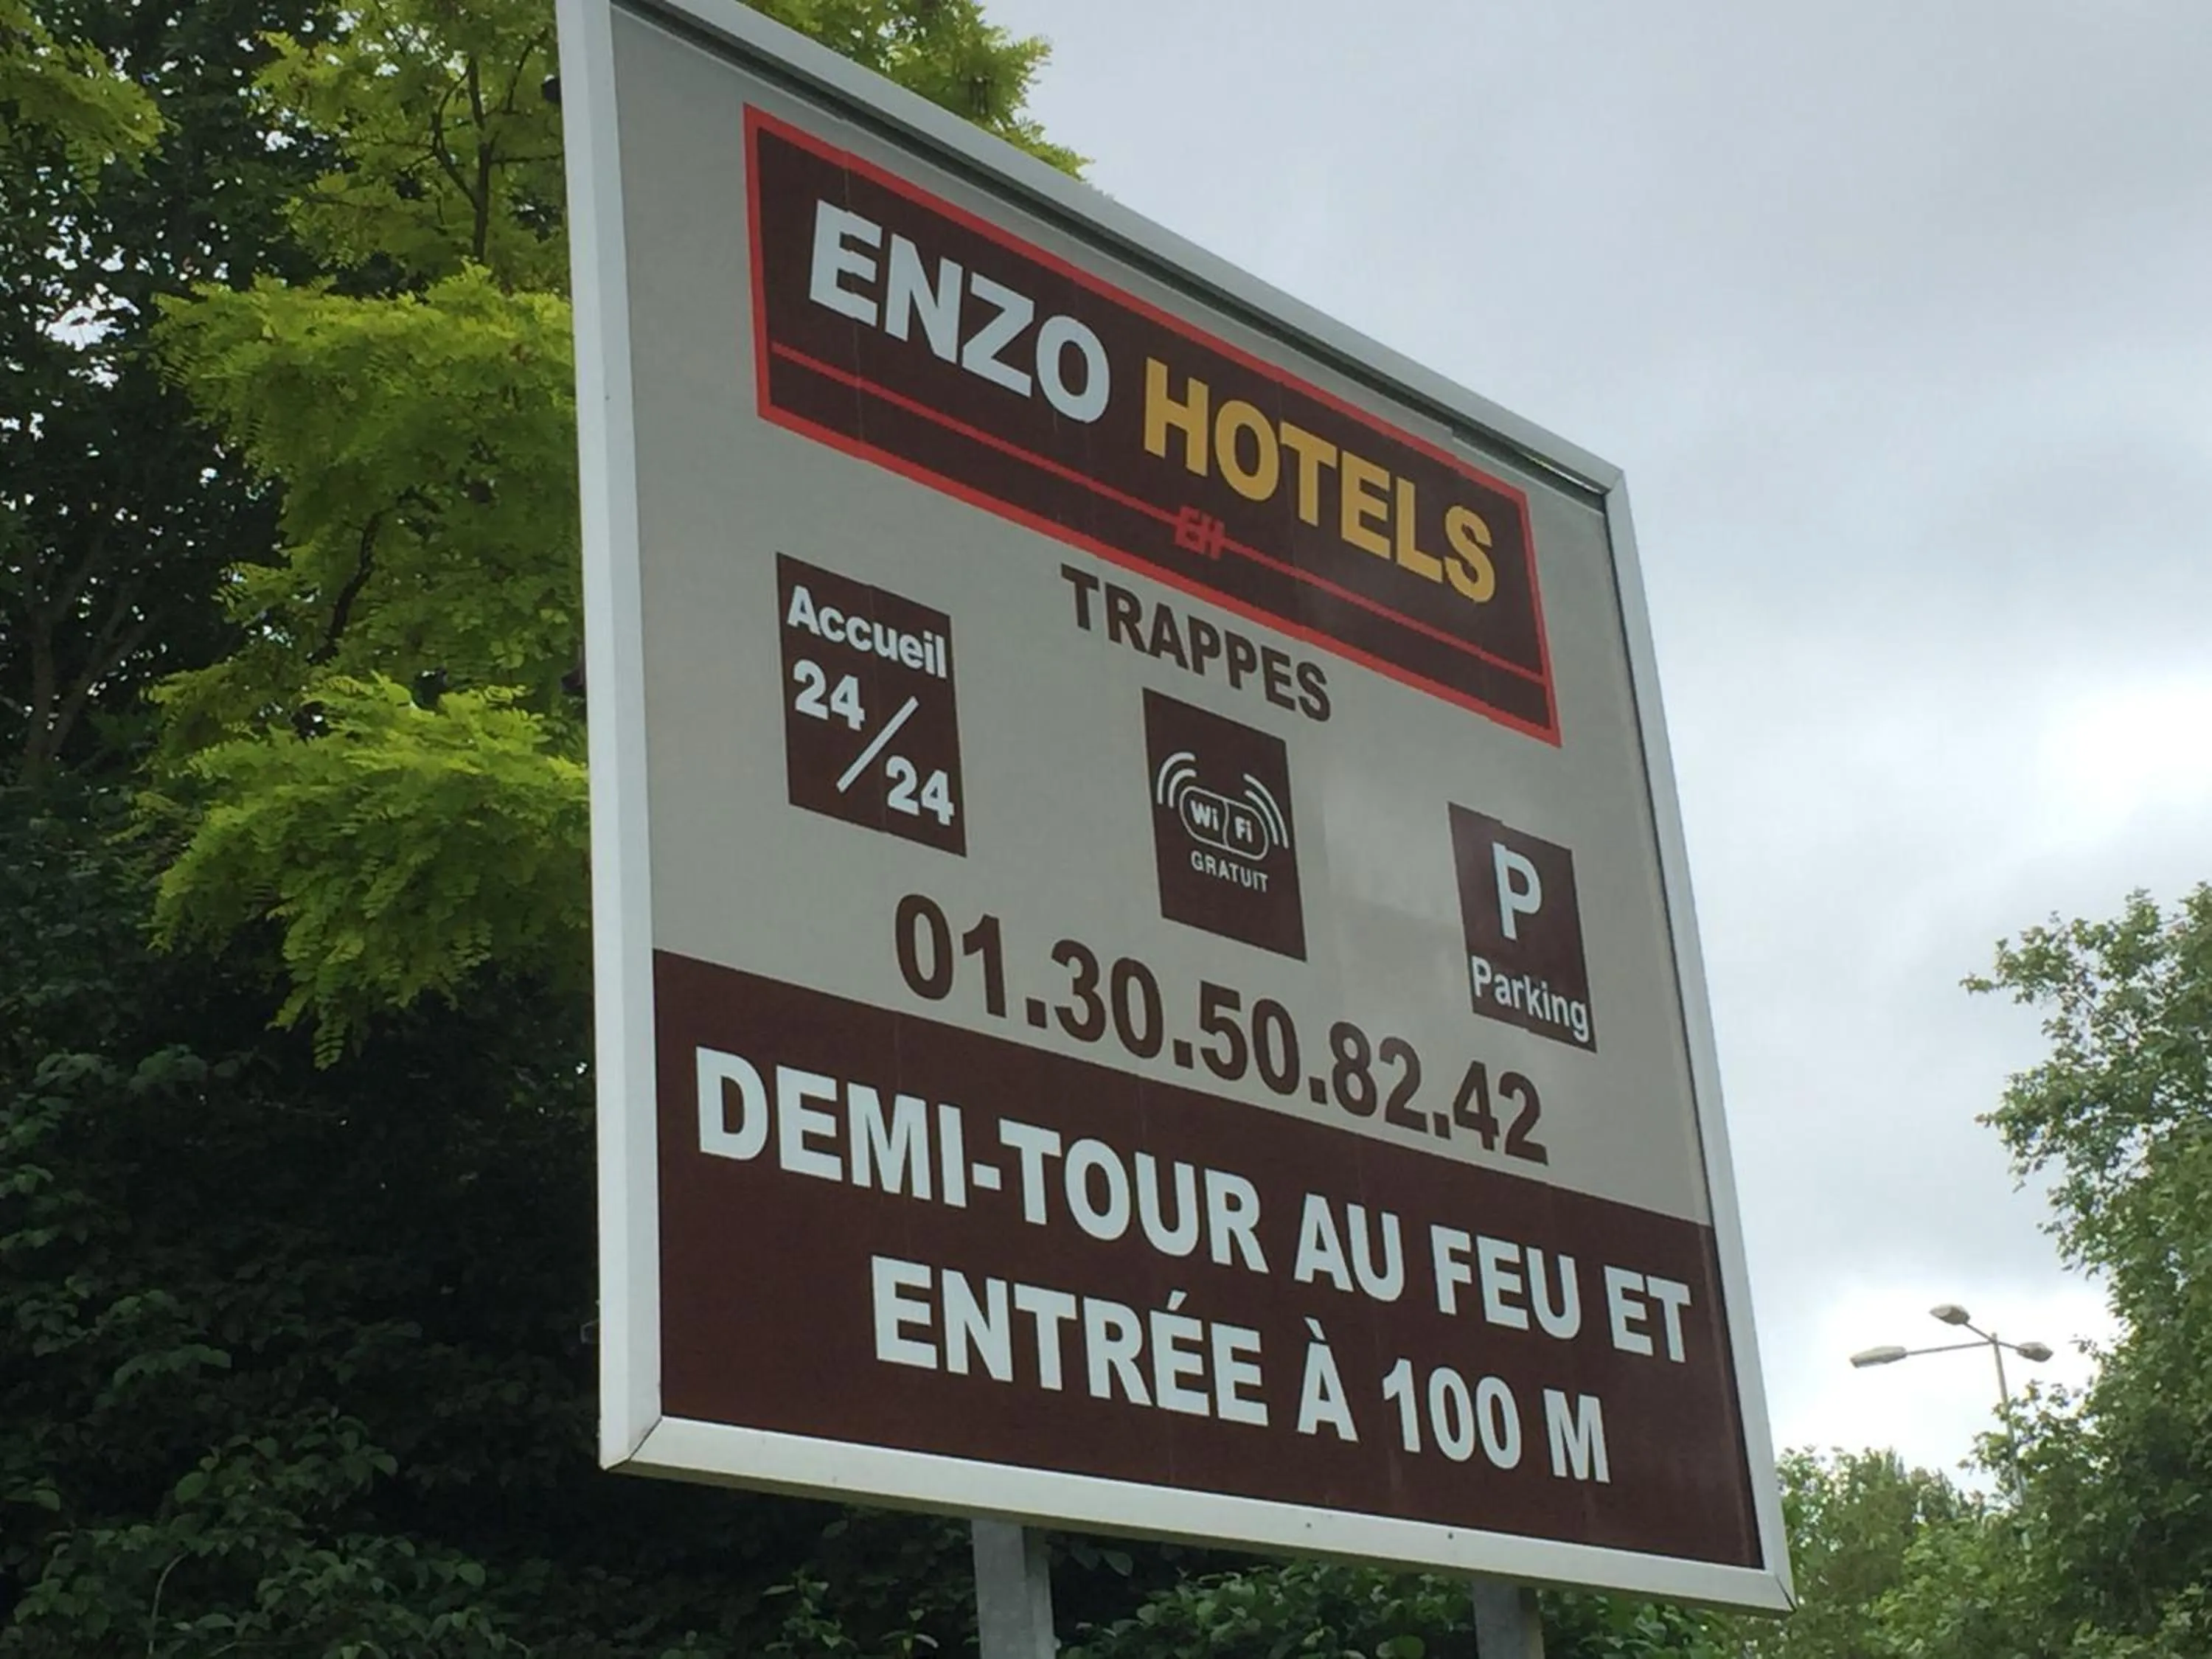 ENZO HOTELS
EH
TRAPPES
Accueil
24/24
Wi Fi
GRATUIT
P
Parking
01.30.50.82.42
DEMI-TOUR AU FEU ET
ENTRÉE À 100 M